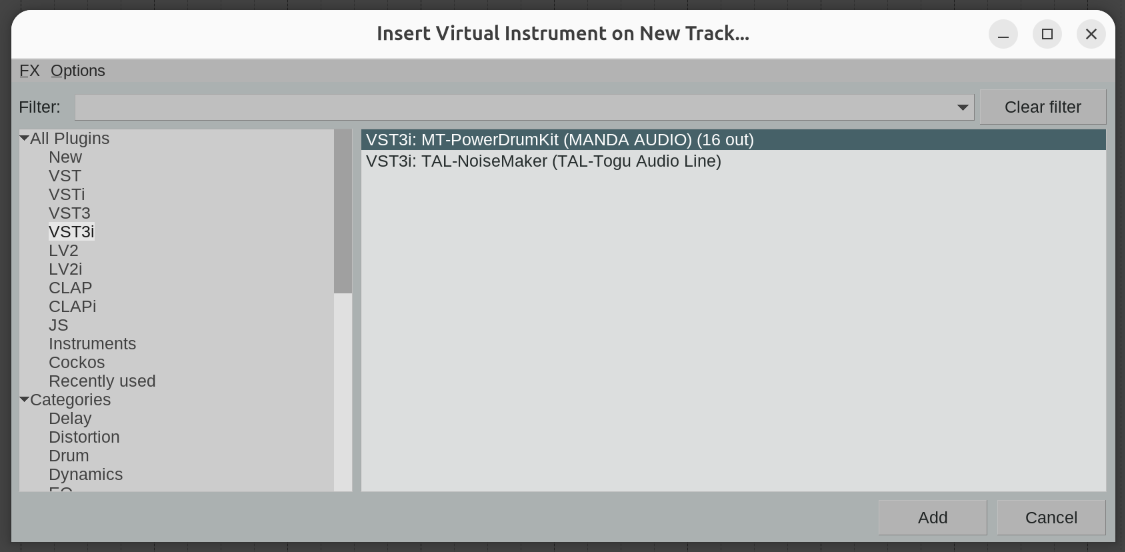 Insert Virtual Instrument on New Track...
FX Options
Filter: Clear filter
All Plugins
New
VST
VSTi
VST3
VST3i
LV2
LV2i
CLAP
CLAPi
JS
Instruments
Cockos
Recently used
Categories
Delay
Distortion
Drum
Dynamics
VST3i: MT-PowerDrumKit (MANDA AUDIO) (16 out)
VST3i: TAL-NoiseMaker (TAL-Togu Audio Line)
Add Cancel